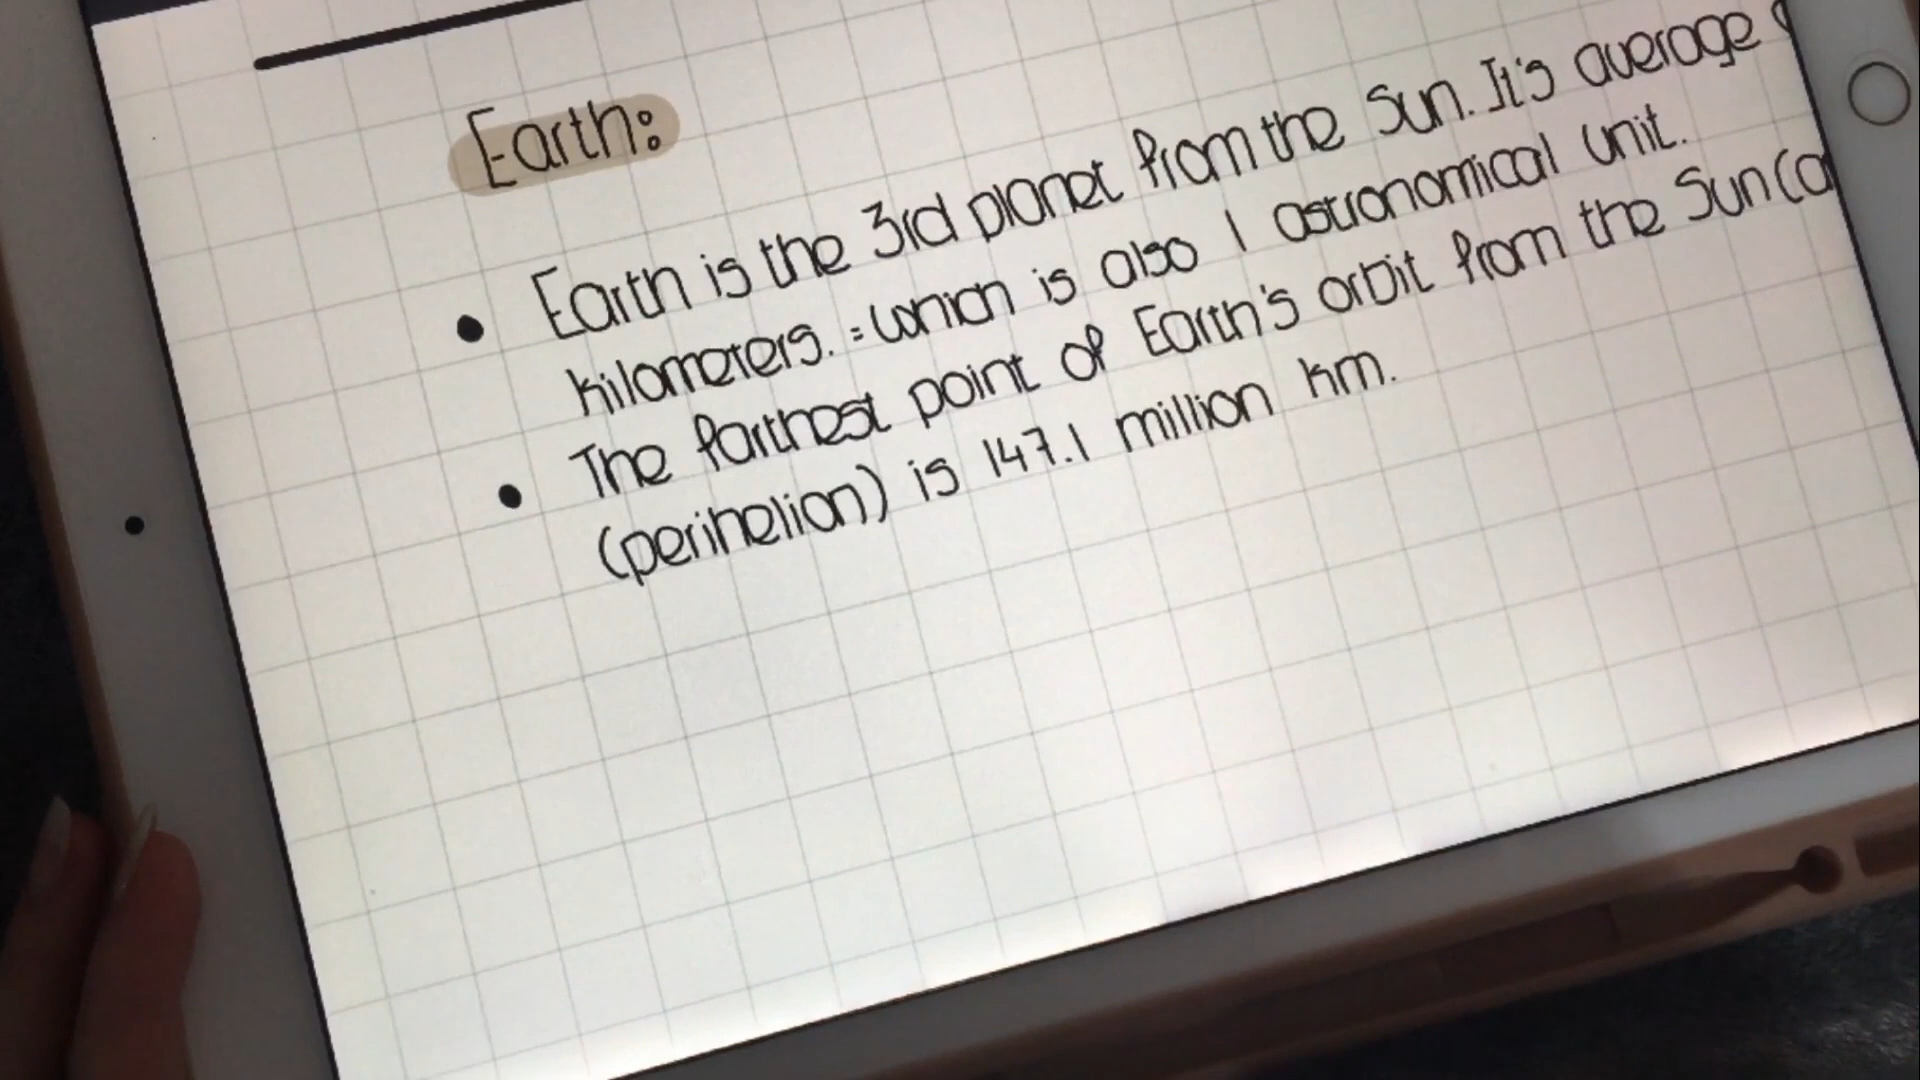 Earth:
• Earth is the 3rd planet from the Sun. It's average
kilometers. = which is also 1 astronomical unit.
• The farthest point of Earth's orbit from the Sun (a
(perihelion) is 147.1 million km.